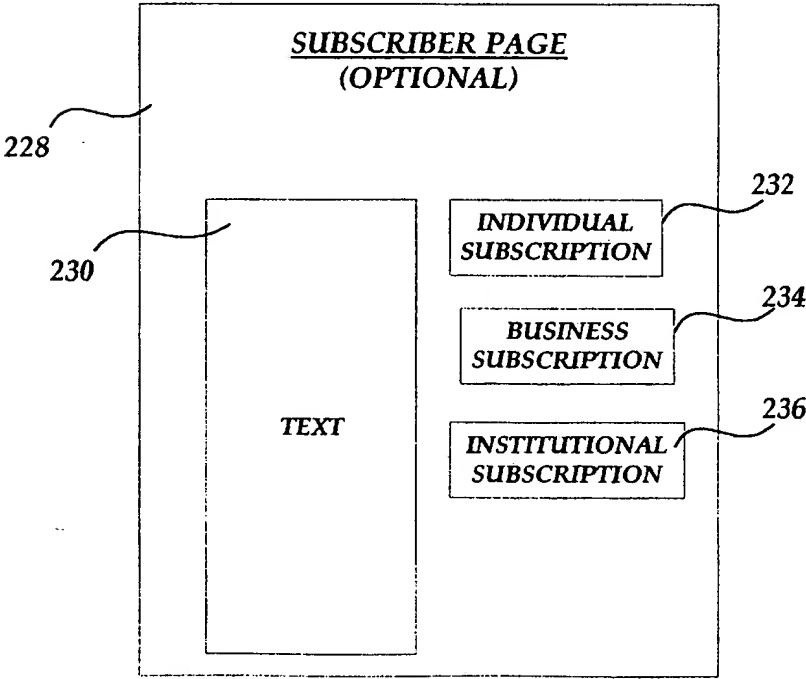 SUBSCRIBER PAGE
(OPTIONAL)
228
232
INDIVIDUAL
SUBSCRIPTION
230
234
BUSINESS
SUBSCRIPTION
TEXT
236
INSTITUTIONAL
SUBSCRIPTION